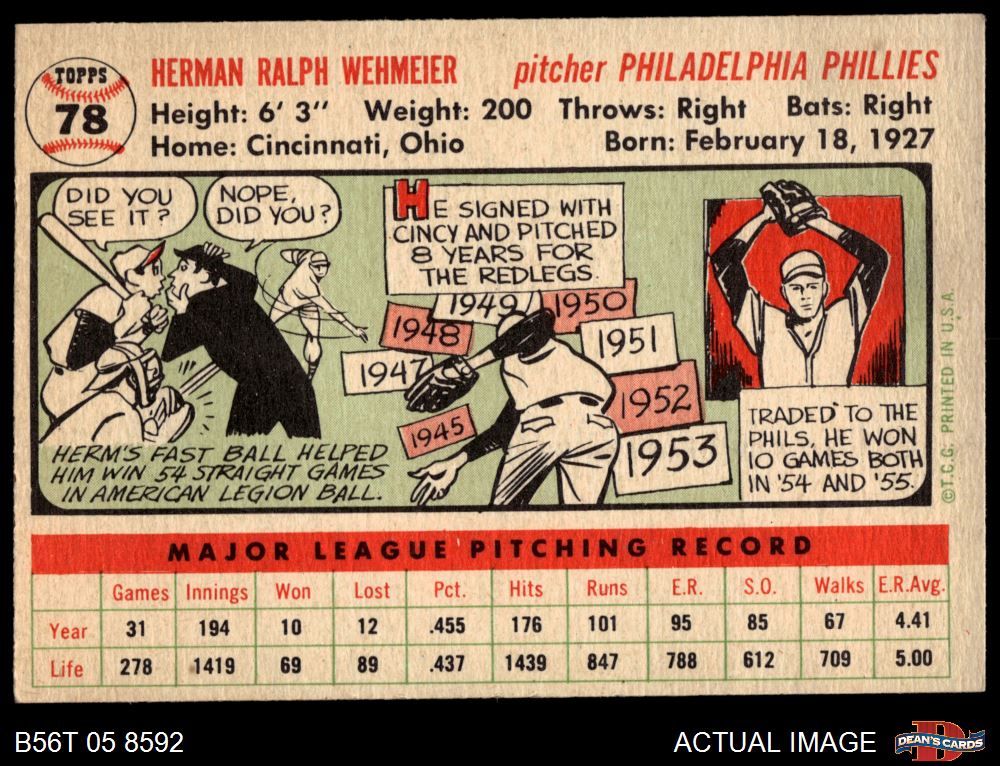 TOPPS
78
HERMAN RALPH WEHMEIER pitcher PHILADELPHIA PHILLIES
Height: 6' 3" Weight: 200 Throws: Right Bats: Right
Home: Cincinnati, Ohio Born: February 18, 1927
DID YOU
SEE IT?
NOPE,
DID YOU?
HERM'S FAST BALL HELPED
HIM WIN 54 STRAIGHT GAMES
IN AMERICAN LEGION BALL.
HE SIGNED WITH
CINCY AND PITCHED
8 YEARS FOR
THE REDLEGS.
1945
1947
1948
1949
1950
1951
1952
1953
TRADED TO THE
PHILS, HE WON
10 GAMES BOTH
IN '54 AND '55.
©T.C.G. PRINTED IN U.S.A.
MAJOR LEAGUE PITCHING RECORD
Games Innings Won Lost Pct. Hits Runs E.R. S.O. Walks E.R.Avg.
Year 31 194 10 12 .455 176 101 95 85 67 4.41
Life 278 1419 69 89 .437 1439 847 788 612 709 5.00
B56T 05 8592 ACTUAL IMAGE
DEAN'S CARDS